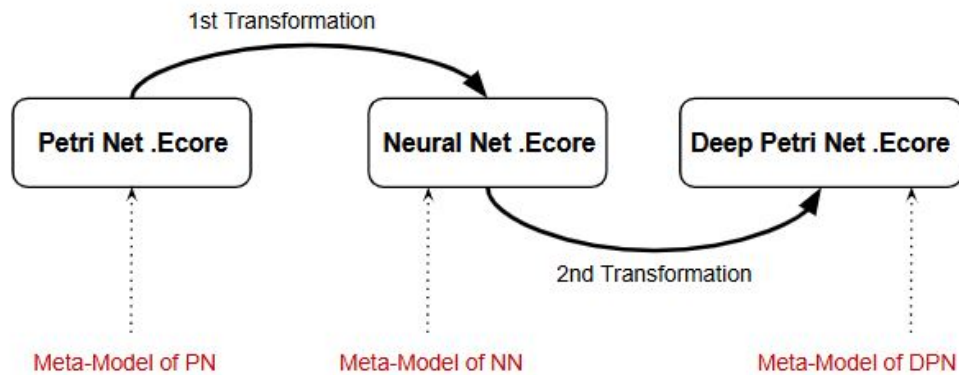 1st Transformation
Petri Net .Ecore
Neural Net .Ecore
Deep Petri Net .Ecore
2nd Transformation
Meta-Model of PN
Meta-Model of NN
Meta-Model of DPN